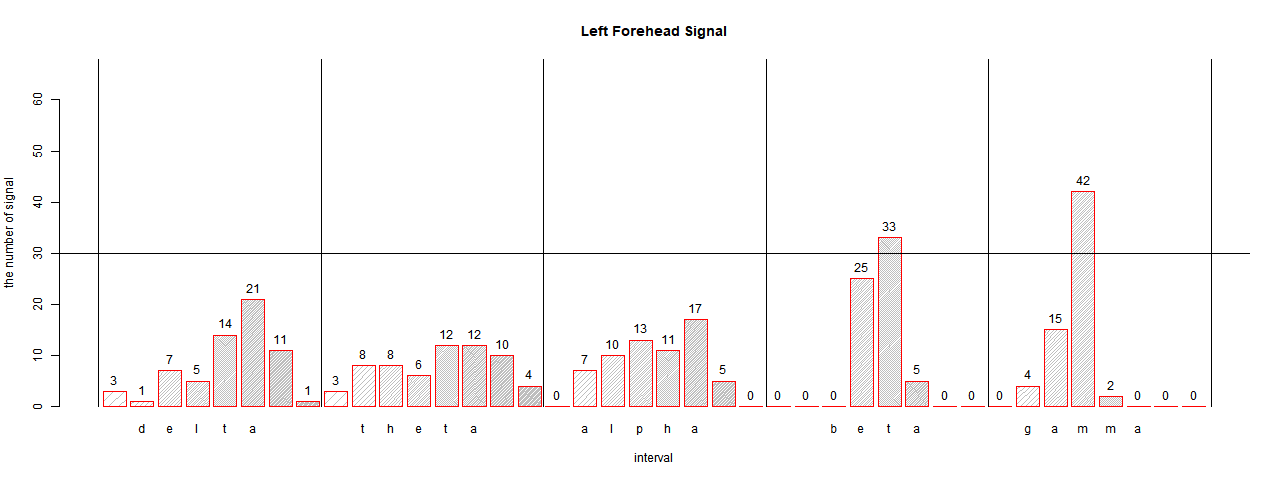 Left Forehead Signal
the number of signal
60
50
40
30
20
10
0
3 1 7 5 14 21 11 1 3 8 8 6 12 12 10 4 0 7 10 13 11 17 5 0 0 0 0 25 33 5 0 0 0 4 15 42 2 0 0 0
d e l t a t h e t a a l p h a b e t a g a m m a
interval